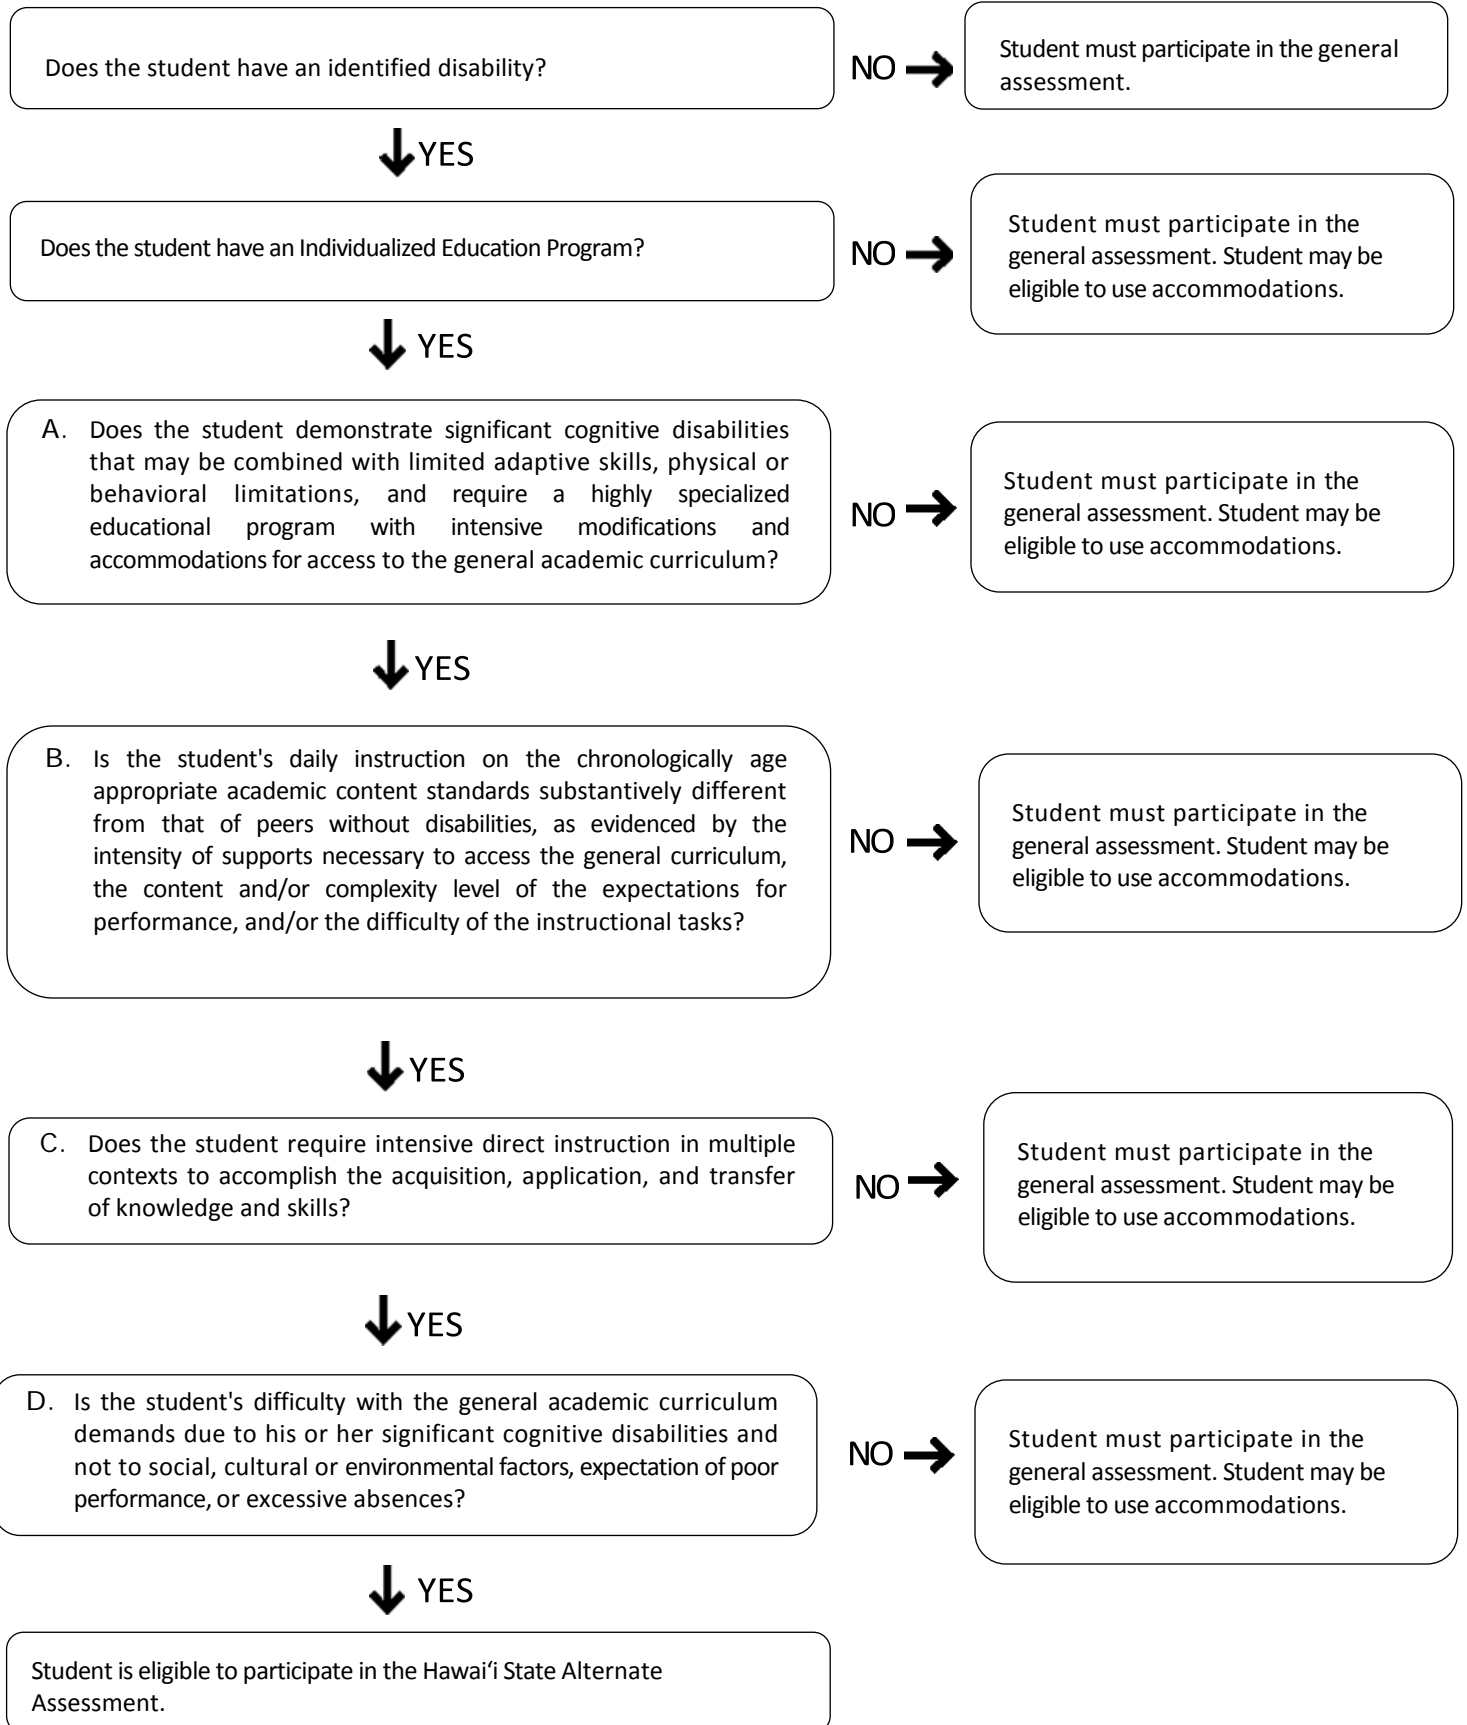 Does the student have an identified disability?
NO
Student must participate in the general
assessment.
YES
Does the student have an Individualized Education Program?
NO
Student must participate in the
general assessment. Student may be
eligible to use accommodations.
YES
A. Does the student demonstrate significant cognitive disabilities
that may be combined with limited adaptive skills, physical or
behavioral limitations, and require a highly specialized
educational program with intensive modifications and
accommodations for access to the general academic curriculum?
NO
Student must participate in the
general assessment. Student may be
eligible to use accommodations.
YES
B. Is the student's daily instruction on the chronologically age
appropriate academic content standards substantively different
from that of peers without disabilities, as evidenced by the
intensity of supports necessary to access the general curriculum,
the content and/or complexity level of the expectations for
performance, and/or the difficulty of the instructional tasks?
NO
Student must participate in the
general assessment. Student may be
eligible to use accommodations.
YES
C. Does the student require intensive direct instruction in multiple
contexts to accomplish the acquisition, application, and transfer
of knowledge and skills?
NO
Student must participate in the
general assessment. Student may be
eligible to use accommodations.
YES
D. Is the student's difficulty with the general academic curriculum
demands due to his or her significant cognitive disabilities and
not to social, cultural or environmental factors, expectation of poor
performance, or excessive absences?
NO
Student must participate in the
general assessment. Student may be
eligible to use accommodations.
YES
Student is eligible to participate in the Hawai‘i State Alternate
Assessment.